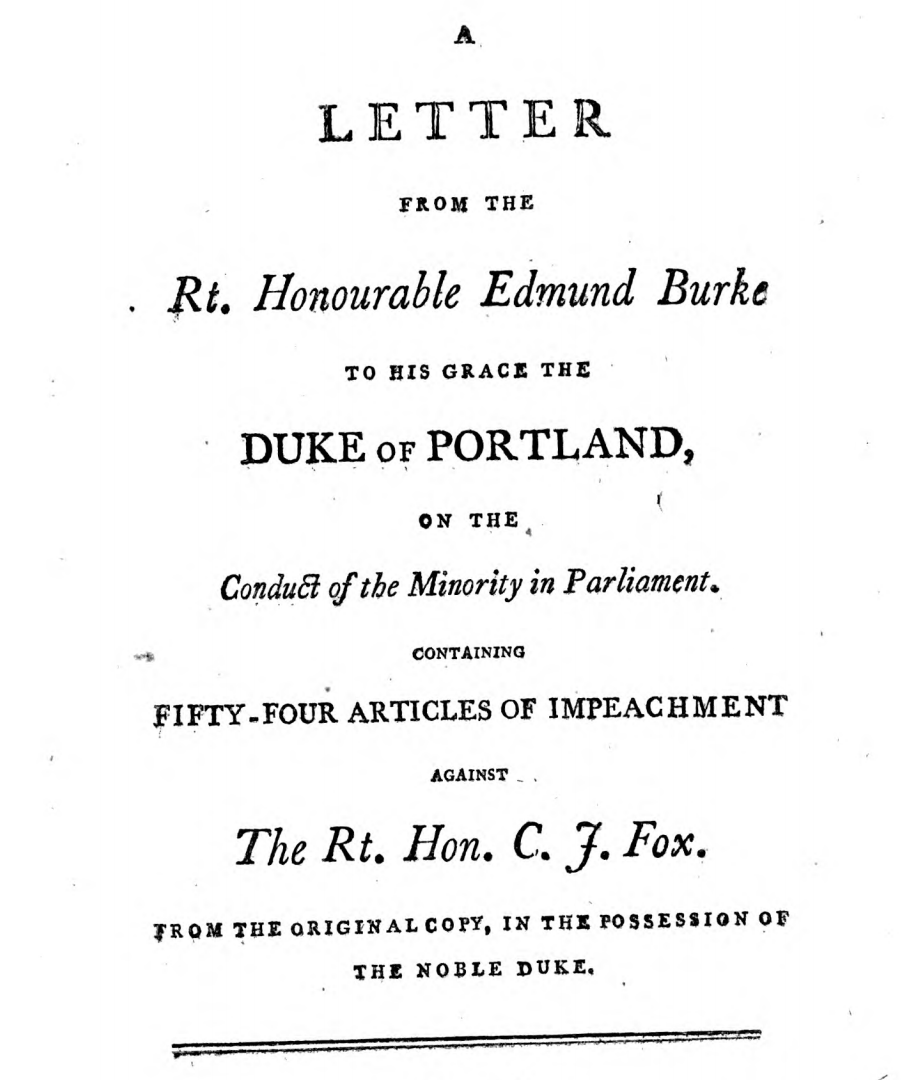 A
LETTER
FROM THE
Rt. Honourable Edmund Burke
TO HIS GRACE THE
DUKE OF PORTLAND,
ON THE
Conduct of the Minority in Parliament.
CONTAINING
FIFTY-FOUR ARTICLES OF IMPEACHMENT
AGAINST
The Rt. Hon. C. J. Fox.
FROM THE ORIGINAL COPY, IN THE POSSESSION OF
THE NOBLE DUKE.